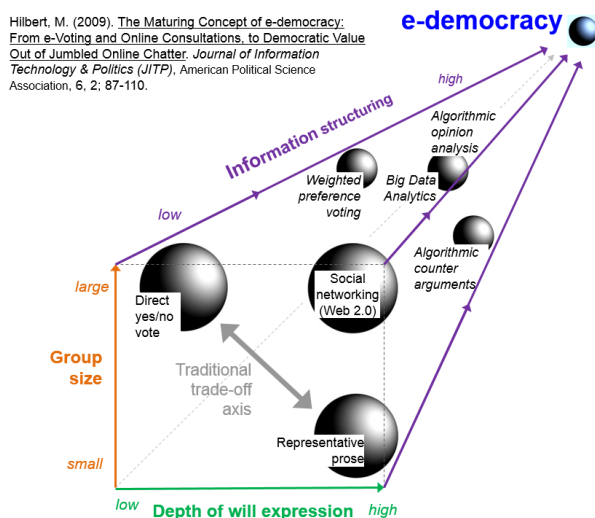 Hilbert, M. (2009). The Maturing Concept of e-democracy:
From e-Voting and Online Consultations, to Democratic Value
Out of Jumbled Online Chatter. Journal of Information
Technology & Politics (JITP), American Political Science
Association, 6, 2; 87-110.
e-democracy
high
Information structuring
low
Algorithmic
opinion
analysis
Weighted
preference
voting
Big Data
Analytics
Algorithmic
counter
arguments
large
Direct
yes/no
vote
Social
networking
(Web 2.0)
Group
size
Traditional
trade-off
axis
Representative
prose
small
low
Depth of will expression
high